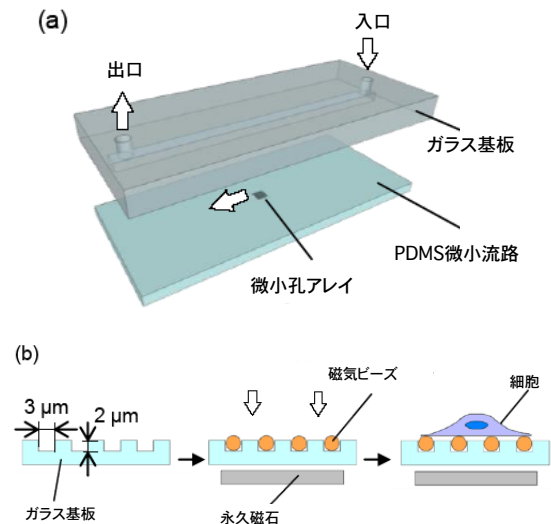 (a)
入口
出口
ガラス基板
PDMS微小流路
微小孔アレイ
(b)
磁気ビーズ
細胞
3 μm
2 μm
ガラス基板
永久磁石